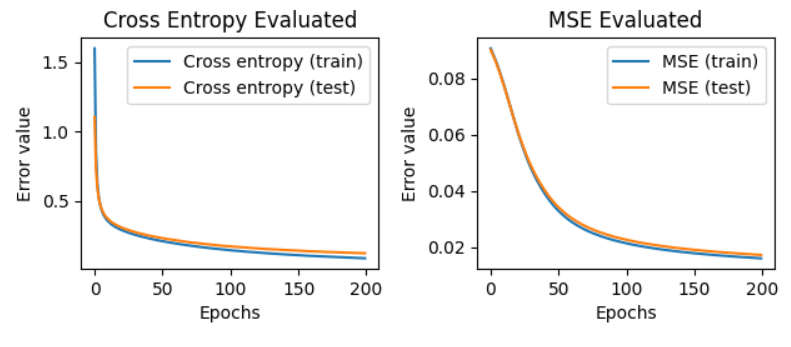 Cross Entropy Evaluated
Error value
1.5
1.0
0.5
Cross entropy (train)
Cross entropy (test)
0 50 100 150 200
Epochs
MSE Evaluated
Error value
0.08
0.06
0.04
0.02
MSE (train)
MSE (test)
0 50 100 150 200
Epochs